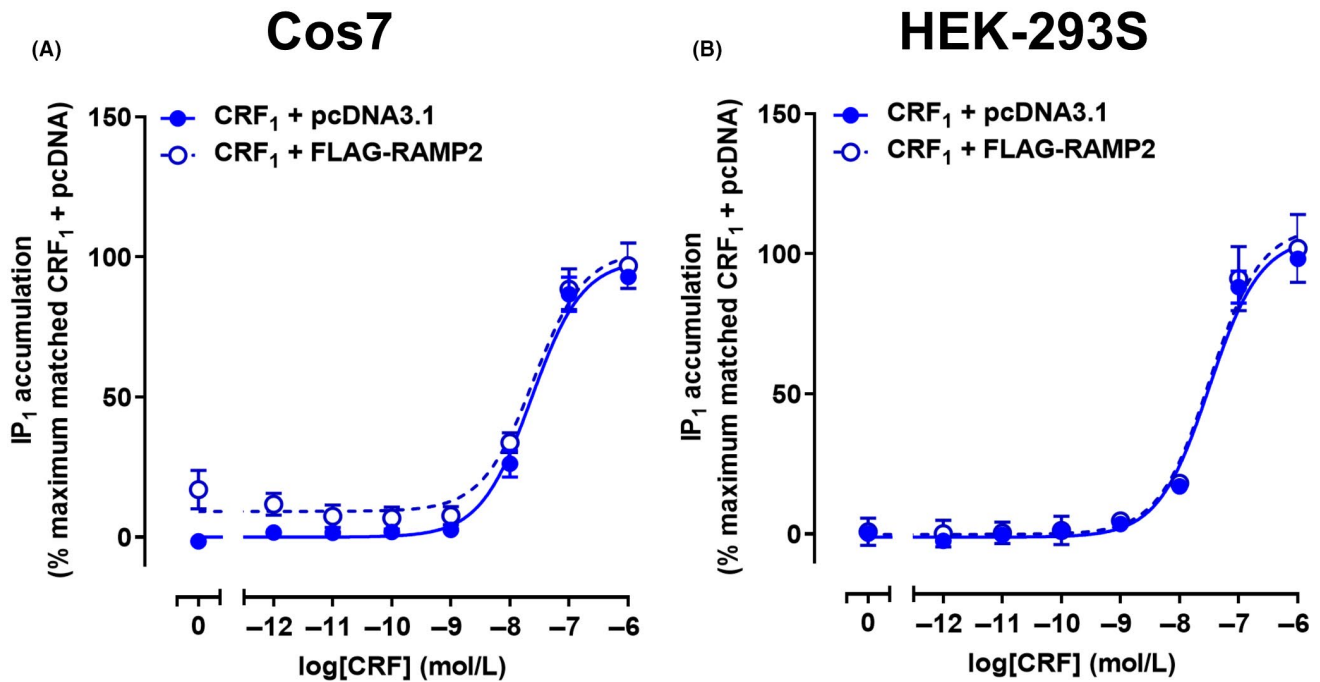 Cos7
(A)
IP₁ accumulation
(% maximum matched CRF₁ + pcDNA)
150
100
50
0
CRF₁ + pcDNA3.1
CRF₁ + FLAG-RAMP2
0 –12 –11 –10 –9 –8 –7 –6
log[CRF] (mol/L)
HEK-293S
(B)
IP₁ accumulation
(% maximum matched CRF₁ + pcDNA)
150
100
50
0
CRF₁ + pcDNA3.1
CRF₁ + FLAG-RAMP2
0 –12 –11 –10 –9 –8 –7 –6
log[CRF] (mol/L)